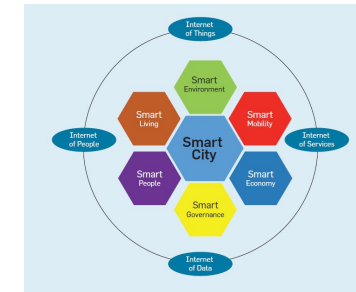 Internet
of Things
Smart
Environment
Smart
Living
Smart
Mobility
Internet
of People
Smart
City
Internet
of Services
Smart
People
Smart
Economy
Smart
Governance
Internet
of Data